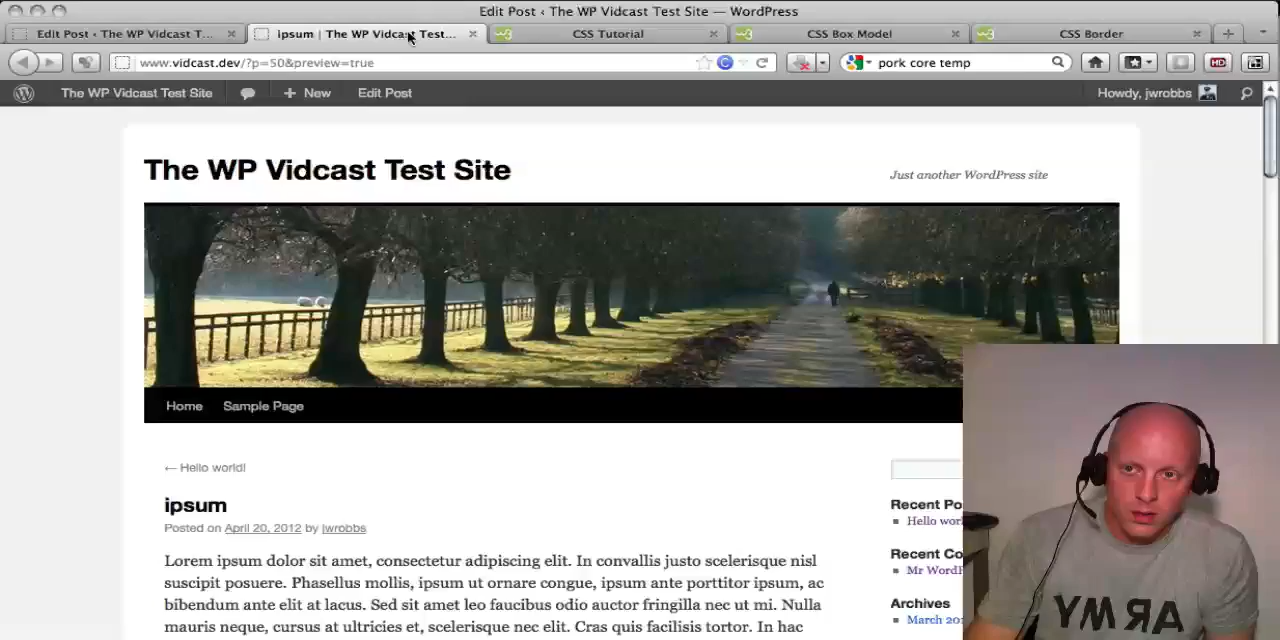 Edit Post ‹ The WP Vidcast Test Site — WordPress
Edit Post ‹ The WP Vidcast T...
ipsum | The WP Vidcast Test...
CSS Tutorial
CSS Box Model
CSS Border
www.vidcast.dev/?p=50&preview=true
pork core temp
HD
The WP Vidcast Test Site
New
Edit Post
Howdy, jwrobbs
The WP Vidcast Test Site
Just another WordPress site
Home
Sample Page
← Hello world!
ipsum
Posted on April 20, 2012 by jwrobbs
Lorem ipsum dolor sit amet, consectetur adipiscing elit. In convallis justo scelerisque nisl
suscipit posuere. Phasellus mollis, ipsum ut ornare congue, ipsum ante porttitor ipsum, ac
bibendum ante elit at lacus. Sed sit amet leo faucibus odio auctor fringilla nec ut mi. Nulla
mauris neque, cursus at ultricies et, scelerisque nec elit. Cras quis facilisis tortor. In hac
Recent Po
Hello worl
Recent Co
Mr WordP
Archives
March 201
ARMY